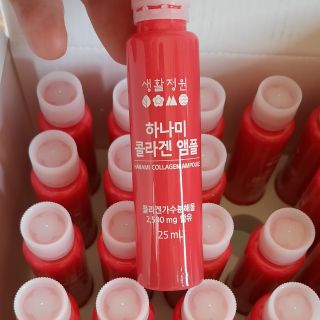 생활정원
하나미
콜라겐 앰플
HANAMI COLLAGEN AMPOULE
콜라겐가수분해물
2,500 mg 함유
25 mL